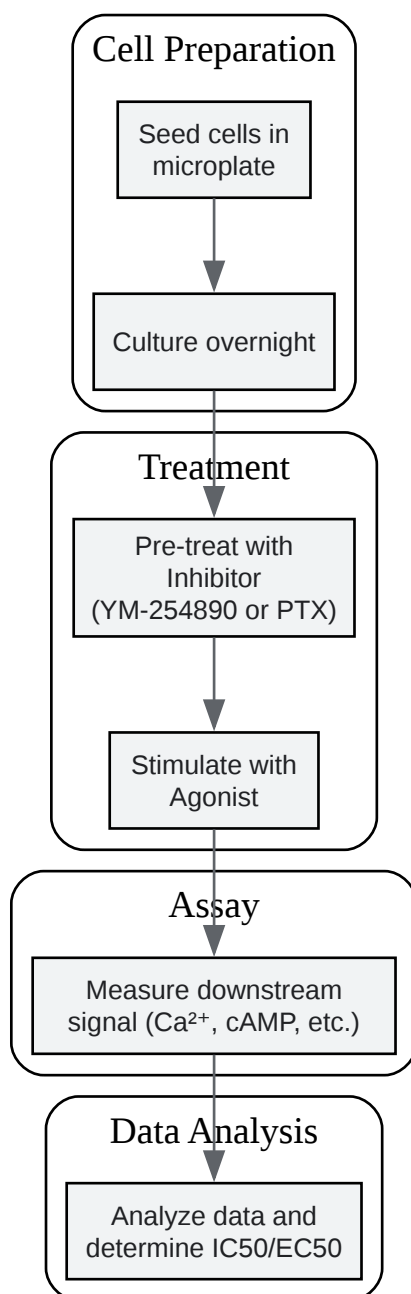 Cell Preparation
Seed cells in
microplate
Culture overnight
Treatment
Pre-treat with
Inhibitor
(YM-254890 or PTX)
Stimulate with
Agonist
Assay
Measure downstream
signal (Ca²⁺, cAMP, etc.)
Data Analysis
Analyze data and
determine IC50/EC50